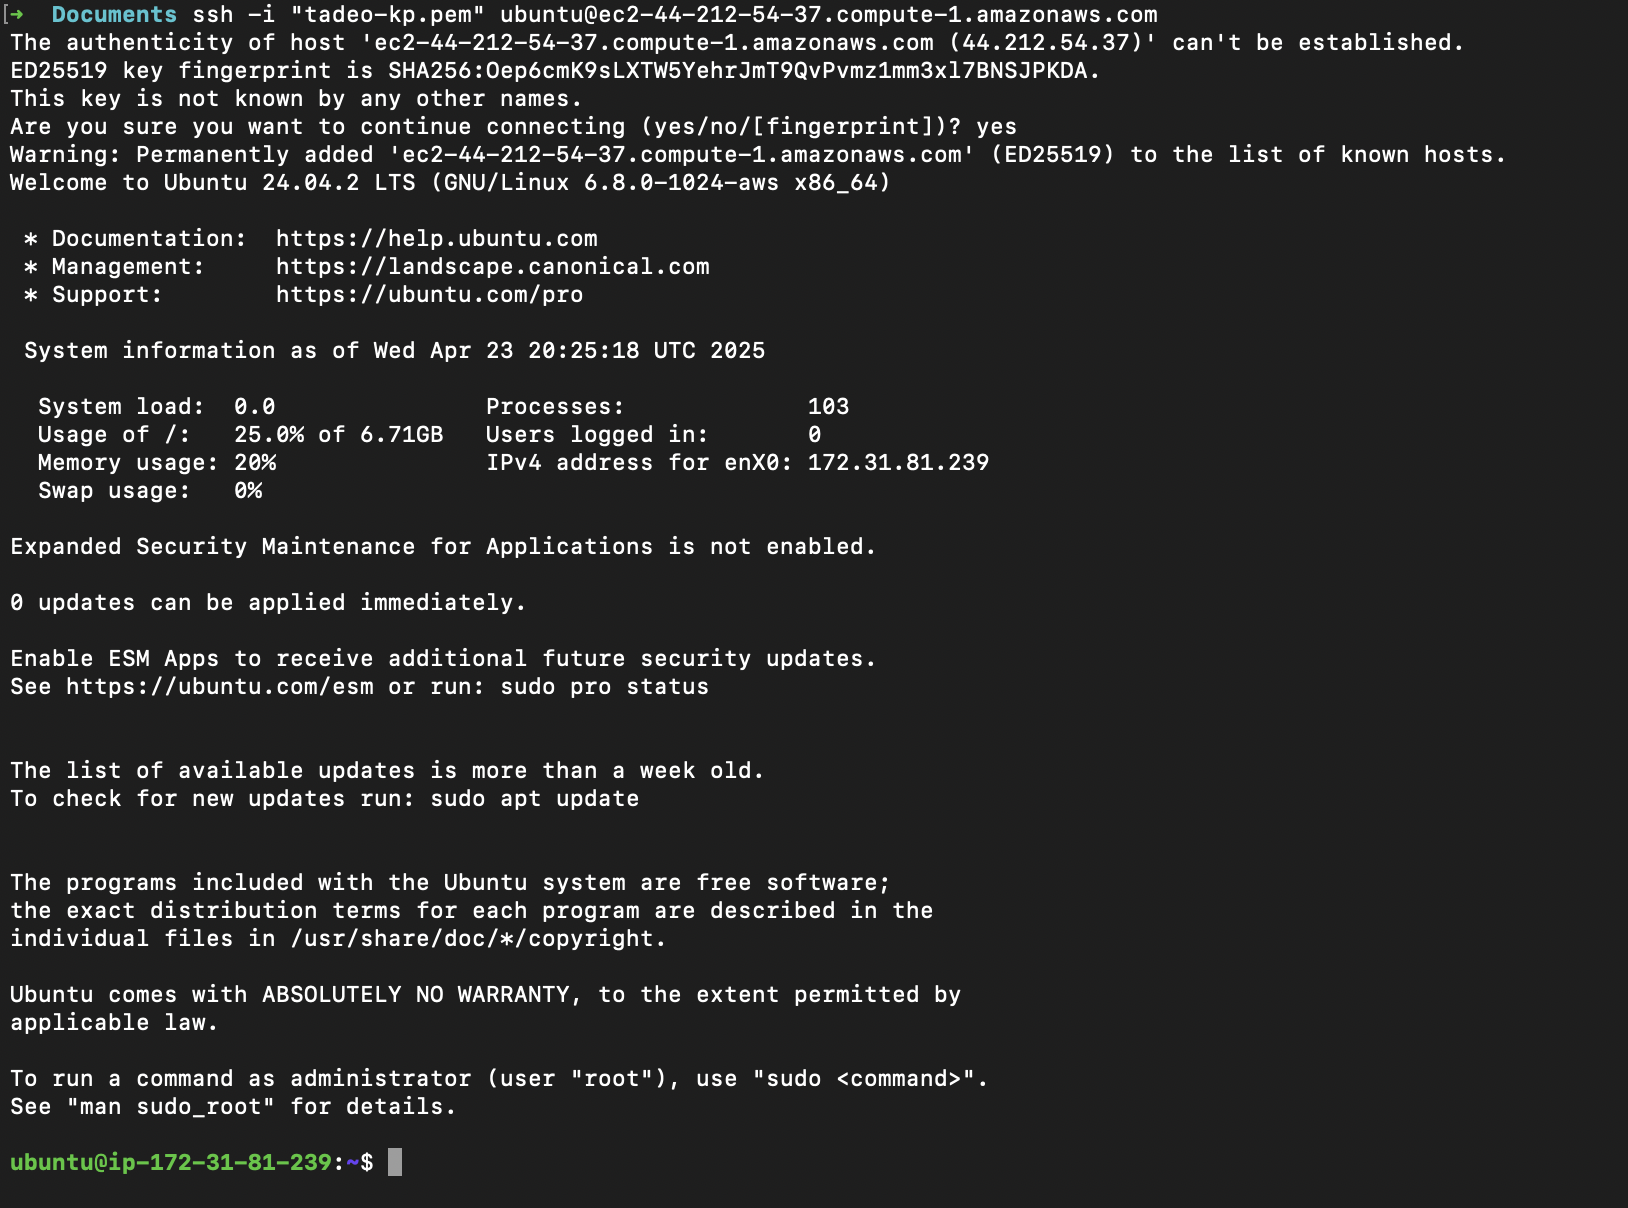 [➜  Documents ssh -i "tadeo-kp.pem" ubuntu@ec2-44-212-54-37.compute-1.amazonaws.com
The authenticity of host 'ec2-44-212-54-37.compute-1.amazonaws.com (44.212.54.37)' can't be established.
ED25519 key fingerprint is SHA256:Oep6cmK9sLXTW5YehrJmT9QvPvmz1mm3xl7BNSJPKDA.
This key is not known by any other names.
Are you sure you want to continue connecting (yes/no/[fingerprint])? yes
Warning: Permanently added 'ec2-44-212-54-37.compute-1.amazonaws.com' (ED25519) to the list of known hosts.
Welcome to Ubuntu 24.04.2 LTS (GNU/Linux 6.8.0-1024-aws x86_64)

 * Documentation:  https://help.ubuntu.com
 * Management:     https://landscape.canonical.com
 * Support:        https://ubuntu.com/pro

 System information as of Wed Apr 23 20:25:18 UTC 2025

  System load:  0.0               Processes:             103
  Usage of /:   25.0% of 6.71GB   Users logged in:       0
  Memory usage: 20%               IPv4 address for enX0: 172.31.81.239
  Swap usage:   0%

Expanded Security Maintenance for Applications is not enabled.

0 updates can be applied immediately.

Enable ESM Apps to receive additional future security updates.
See https://ubuntu.com/esm or run: sudo pro status

The list of available updates is more than a week old.
To check for new updates run: sudo apt update

The programs included with the Ubuntu system are free software;
the exact distribution terms for each program are described in the
individual files in /usr/share/doc/*/copyright.

Ubuntu comes with ABSOLUTELY NO WARRANTY, to the extent permitted by
applicable law.

To run a command as administrator (user "root"), use "sudo <command>".
See "man sudo_root" for details.

ubuntu@ip-172-31-81-239:~$